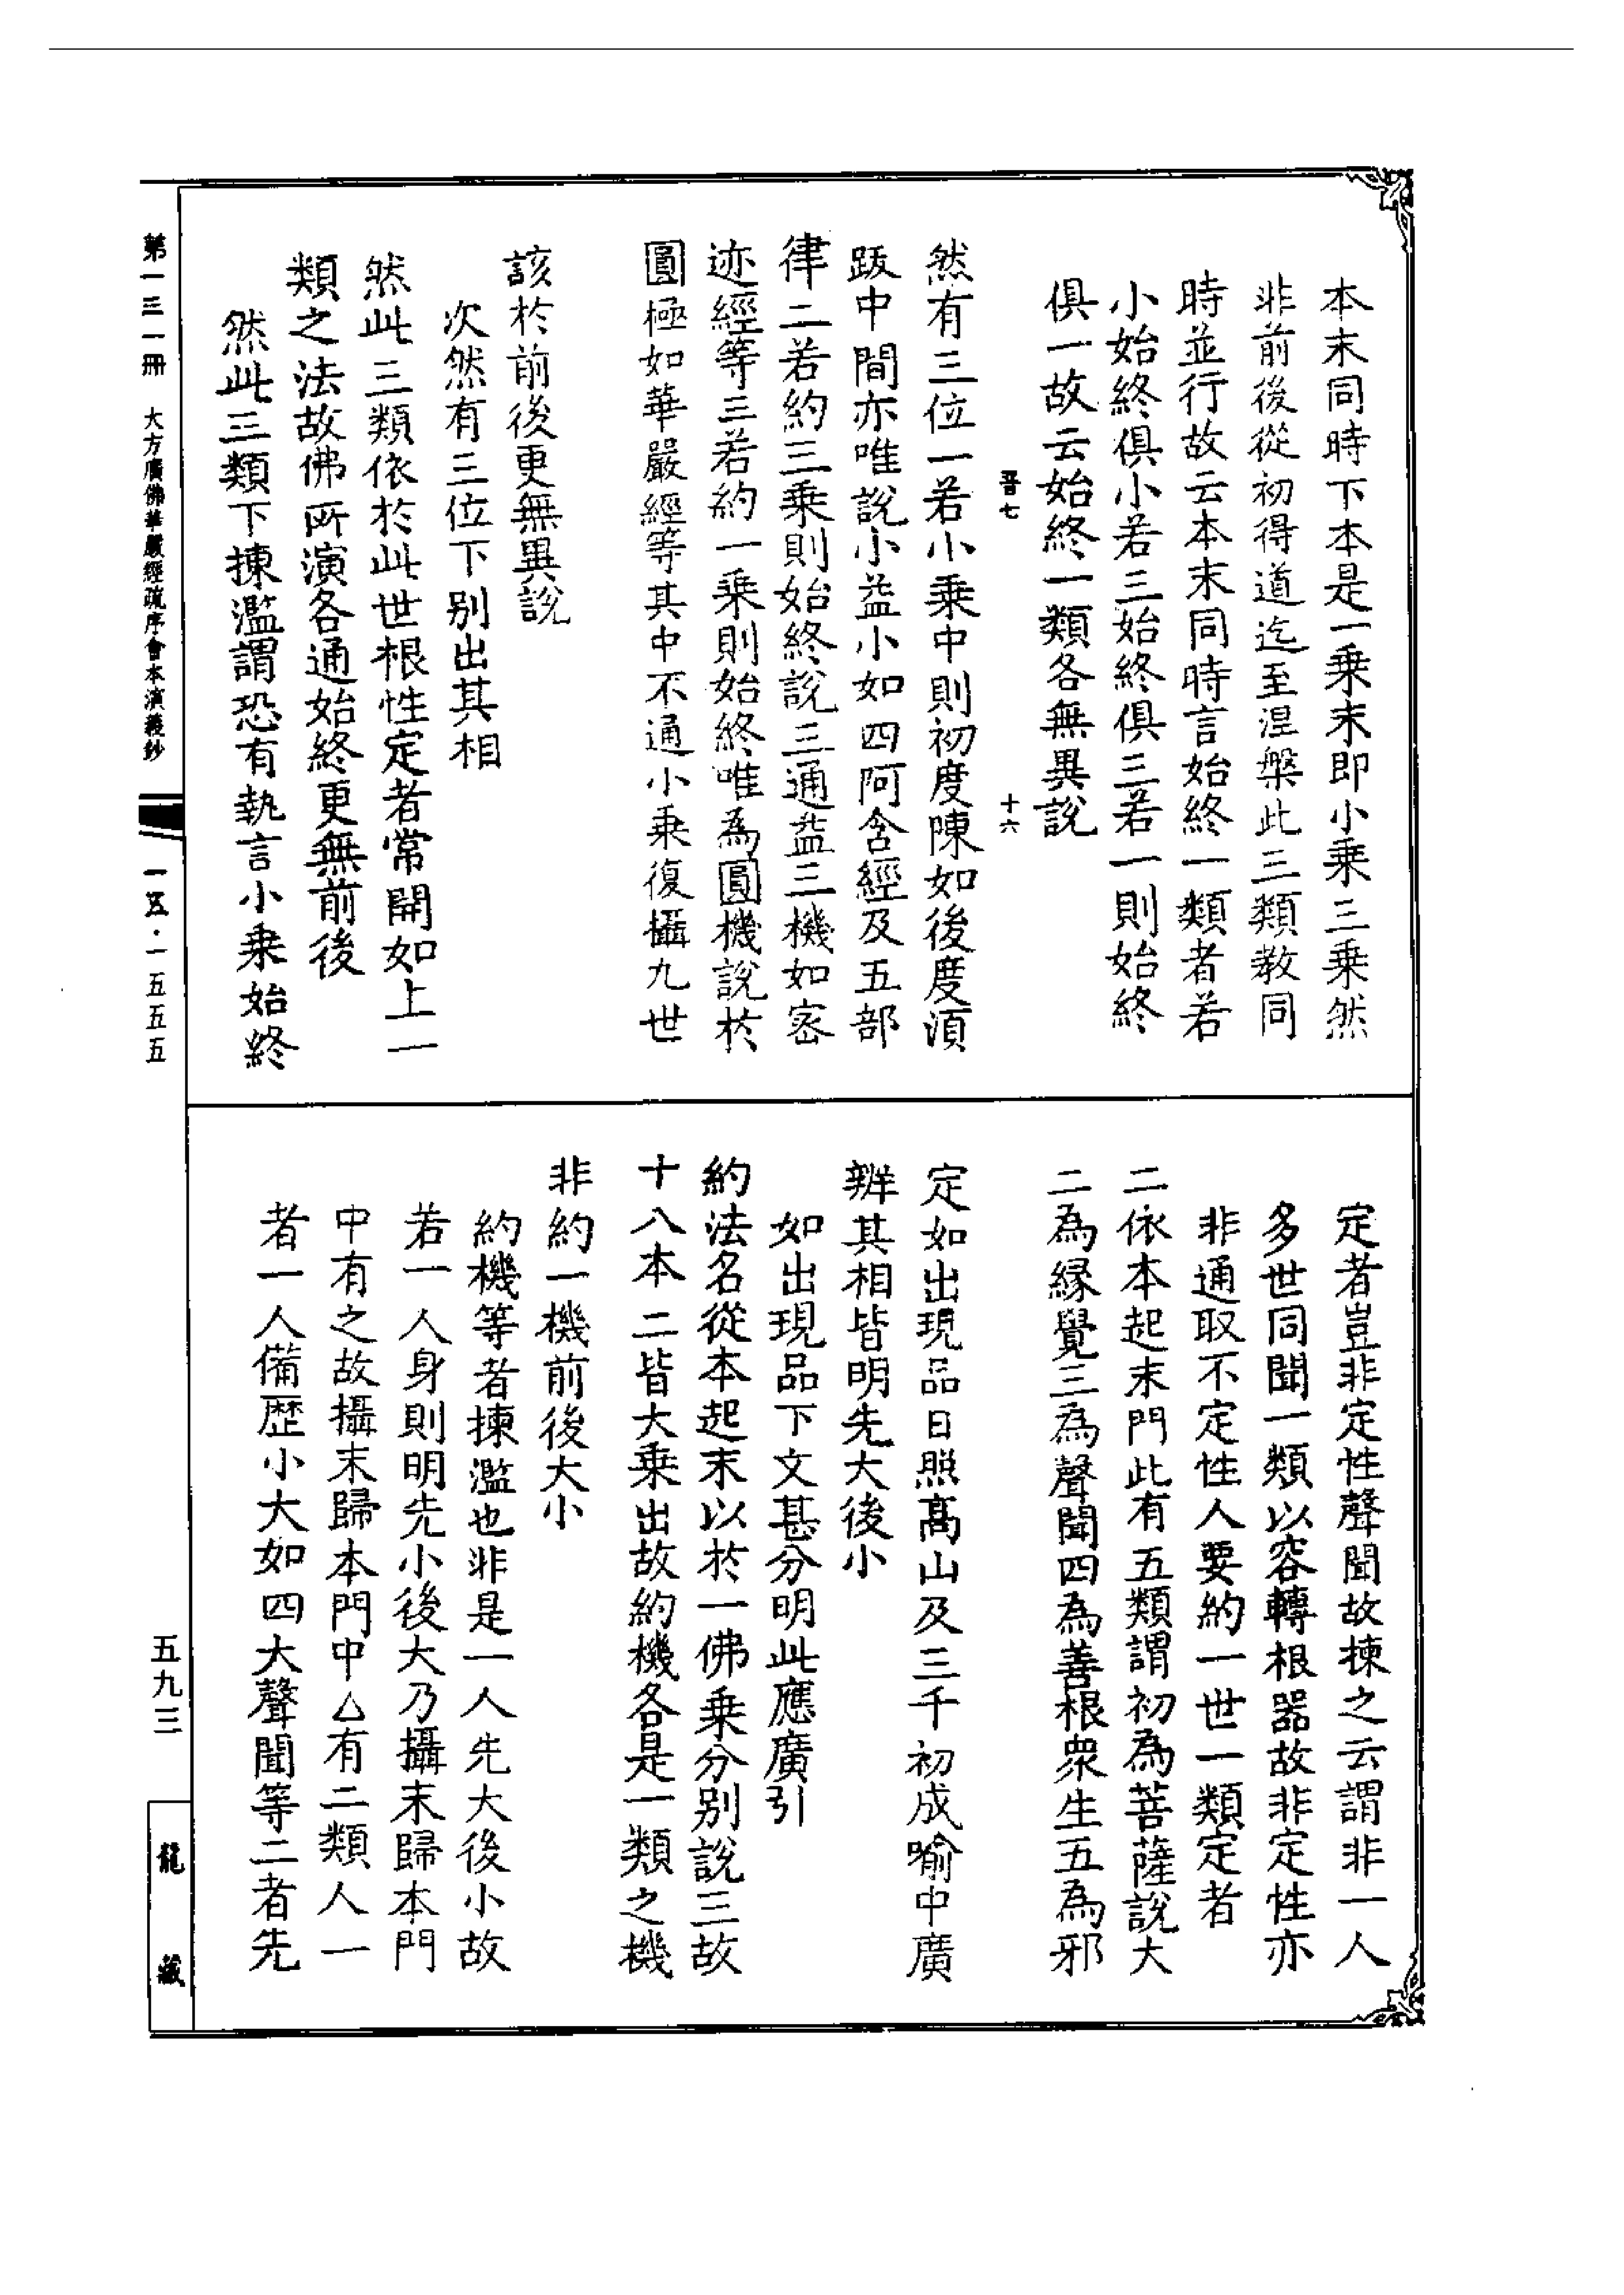 本末同時下本是一乘末即小乘三乘然
非前後從初得道迄至涅槃此三類教同
時並行故云本末同時言始終一類者若
小始終俱小若三始終俱三若一則始終
俱一故云始終一類各無異說
晉七
十六
然有三位一若小乘中則初度陳如後度須
跋中間亦唯說小益小如四阿含經及五部
律二若約三乘則始終說三通益三機如密
迹經等三若約一乘則始終唯為圓機說於
圓極如華嚴經等其中不通小乘復攝九世
該於前後更無異說
次然有三位下別出其相
然此三類依於此世根性定者常開如上一
類之法故佛所演各通始終更無前後
然此三類下揀濫謂恐有執言小乘始終
定者豈非定性聲聞故揀之云謂非一人
多世同聞一類以容轉根器故非定性亦
非通取不定性人要約一世一類定者
二依本起末門此有五類謂初為菩薩說大
二為緣覺三為聲聞四為善根眾生五為邪
定如出現品日照高山及三千初成喻中廣
辨其相皆明先大後小
如出現品下文甚分明此應廣引
約法名從本起末以於一佛乘分別說三故
十八本二皆大乘出故約機各是一類之機
非約一機前後大小
約機等者揀濫也非是一人先大後小故
若一人身則明先小後大乃攝末歸本門
中有之故攝末歸本門中△有二類人一
者一人備歷小大如四大聲聞等二者先
第一三一冊　大方廣佛華嚴經疏序會本演義鈔
一五·一五五五
五九三
龍藏